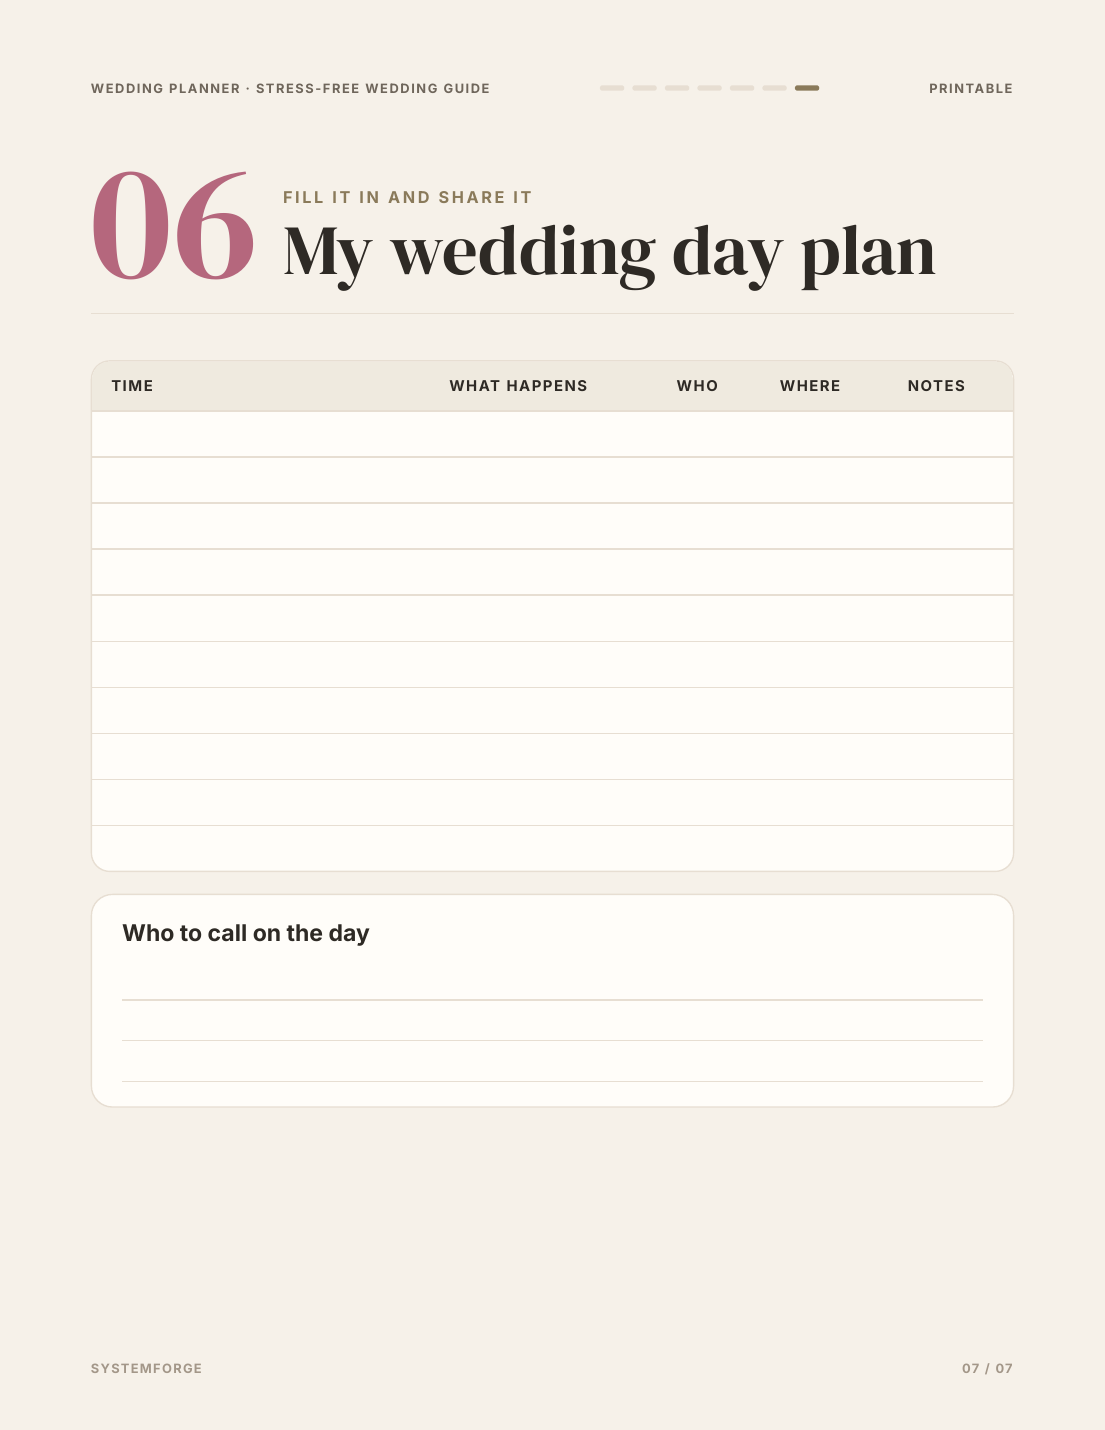 WEDDING PLANNER · STRESS-FREE WEDDING GUIDE
PRINTABLE
06
FILL IT IN AND SHARE IT
My wedding day plan
TIME WHAT HAPPENS WHO WHERE NOTES
Who to call on the day
SYSTEMFORGE
07 / 07